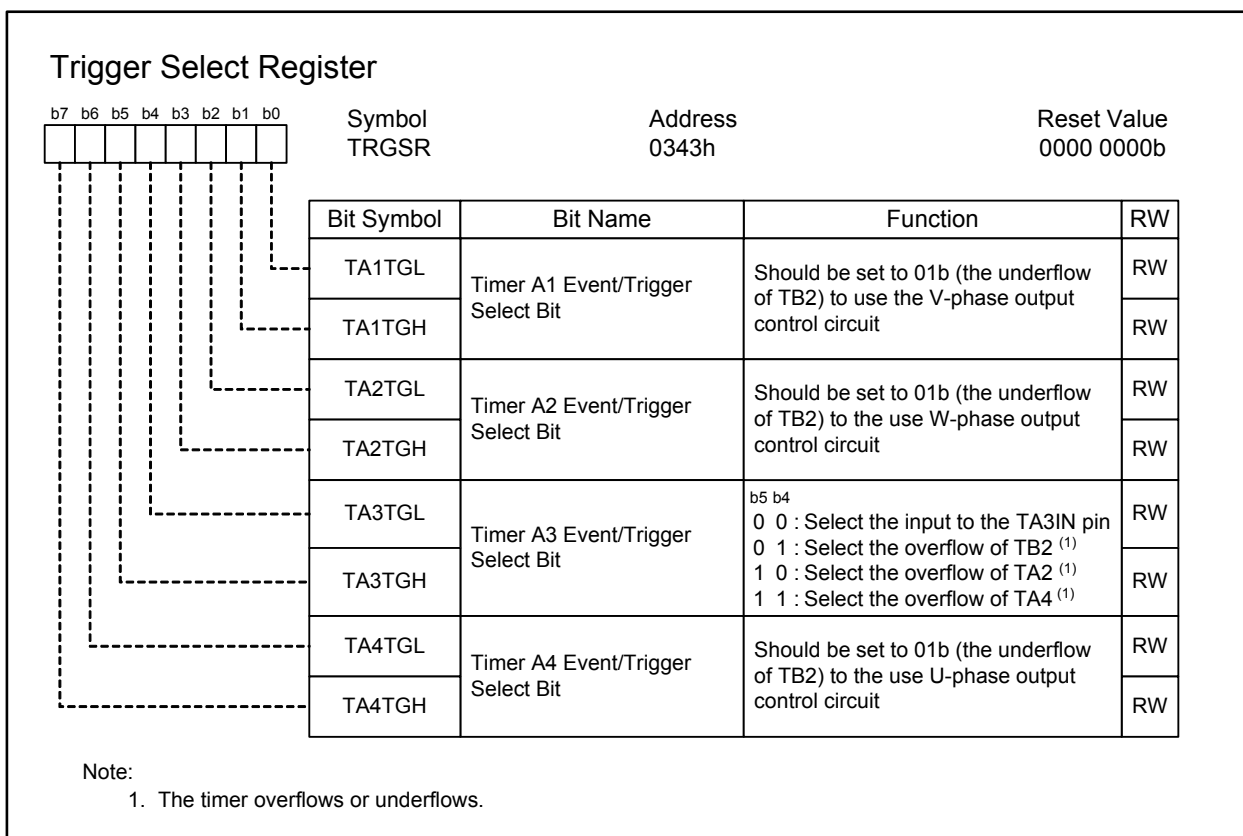 Trigger Select Register
b7 b6 b5 b4 b3 b2 b1 b0
Symbol Address Reset Value
TRGSR 0343h 0000 0000b
Bit Symbol Bit Name Function RW
TA1TGL RW
Timer A1 Event/Trigger
Select Bit
Should be set to 01b (the underflow
of TB2) to use the V-phase output
control circuit
TA1TGH RW
TA2TGL RW
Timer A2 Event/Trigger
Select Bit
Should be set to 01b (the underflow
of TB2) to the use W-phase output
control circuit
TA2TGH RW
TA3TGL RW
Timer A3 Event/Trigger
Select Bit
b5 b4
0 0 : Select the input to the TA3IN pin
0 1 : Select the overflow of TB2 (1)
1 0 : Select the overflow of TA2 (1)
1 1 : Select the overflow of TA4 (1)
TA3TGH RW
TA4TGL RW
Timer A4 Event/Trigger
Select Bit
Should be set to 01b (the underflow
of TB2) to the use U-phase output
control circuit
TA4TGH RW
Note:
1. The timer overflows or underflows.